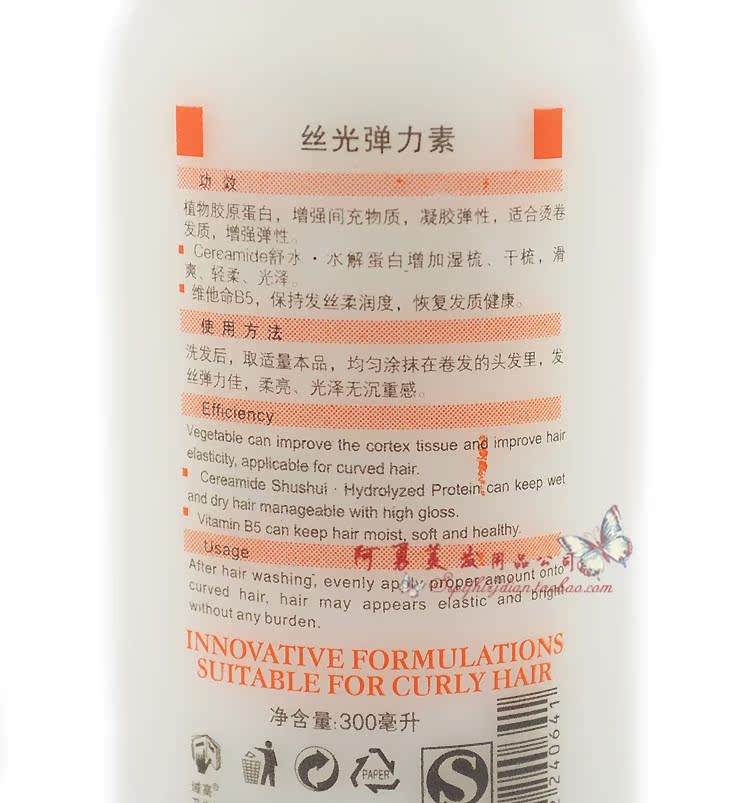 丝光弹力素
功效
植物胶原蛋白，增强间充物质，凝胶弹性，适合烫卷
发质，增强弹性。
Cereamide舒水·水解蛋白增加湿梳、干梳，滑
爽、轻柔、光泽。
维他命B5，保持发丝柔润度，恢复发质健康。
使用方法
洗发后，取适量本品，均匀涂抹在卷发的头发里，发
丝弹力佳，柔亮、光泽无沉重感。
Efficiency
Vegetable can improve the cortex tissue and improve hair
elasticity, applicable for curved hair.
Cereamide Shushui · Hydrolyzed Protein can keep wet
and dry hair manageable with high gloss.
Vitamin B5 can keep hair moist, soft and healthy.
Usage
阿勇美发用品公司
After hair washing, evenly apply proper amount onto
curved hair, hair may appears elastic and bright
without any burden.
INNOVATIVE FORMULATIONS
SUITABLE FOR CURLY HAIR
净含量:300毫升
PAPER
S
240641